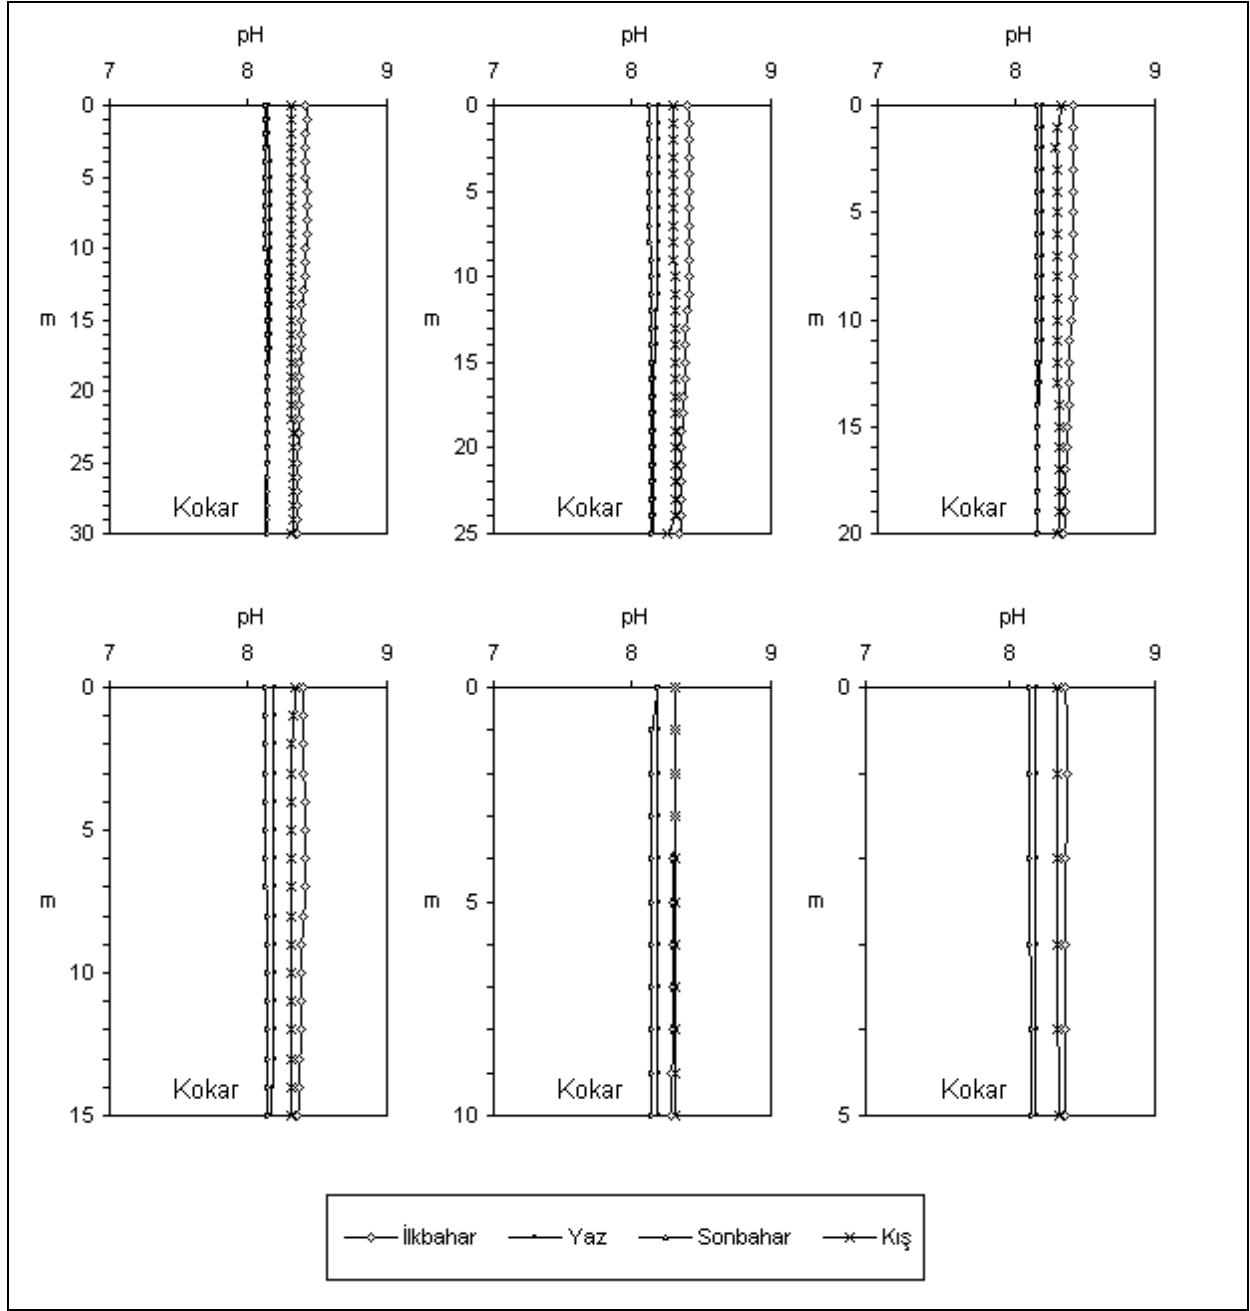 pH pH pH
7 8 9 7 8 9 7 8 9
0 0 0
5 5 5
10 10
m 15 m 15 m 10
20 20 15
25
Kokar Kokar Kokar
30 25 20
pH pH pH
7 8 9 7 8 9 7 8 9
0 0 0
5
m m 5 m
10
Kokar Kokar Kokar
15 10 5
İlkbahar Yaz Sonbahar Kış